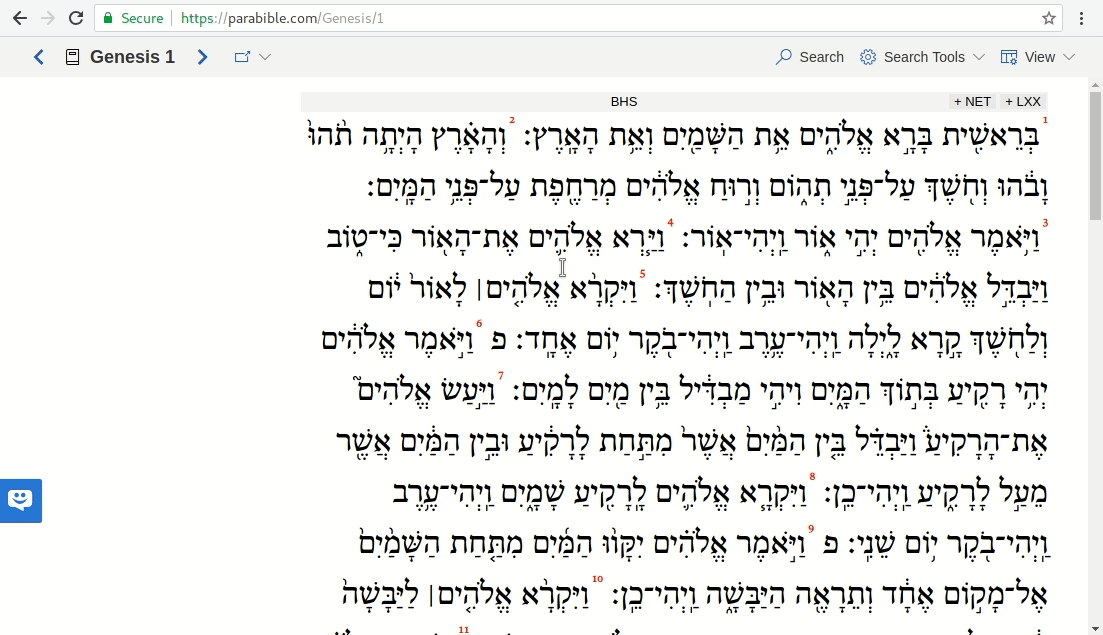 Secure https://parabible.com/Genesis/1
Genesis 1 Search Search Tools View
BHS + NET + LXX
1 בְּרֵאשִׁ֖ית בָּרָ֣א אֱלֹהִ֑ים אֵ֥ת הַשָּׁמַ֖יִם וְאֵ֥ת הָאָֽרֶץ׃ 2 וְהָאָ֗רֶץ הָיְתָ֥ה תֹ֙הוּ֙
וָבֹ֔הוּ וְחֹ֖שֶׁךְ עַל־פְּנֵ֣י תְה֑וֹם וְר֣וּחַ אֱלֹהִ֔ים מְרַחֶ֖פֶת עַל־פְּנֵ֥י הַמָּֽיִם׃
3 וַיֹּ֥אמֶר אֱלֹהִ֖ים יְהִ֣י א֑וֹר וַֽיְהִי־אֽוֹר׃ 4 וַיַּ֧רְא אֱלֹהִ֛ים אֶת־הָא֖וֹר כִּי־ט֑וֹב
וַיַּבְדֵּ֣ל אֱלֹהִ֔ים בֵּ֥ין הָא֖וֹר וּבֵ֥ין הַחֹֽשֶׁךְ׃ 5 וַיִּקְרָ֨א אֱלֹהִ֤ים׀ לָאוֹר֙ י֔וֹם
וְלַחֹ֖שֶׁךְ קָ֣רָא לָ֑יְלָה וַֽיְהִי־עֶ֥רֶב וַֽיְהִי־בֹ֖קֶר י֥וֹם אֶחָֽד׃ פ 6 וַיֹּ֣אמֶר אֱלֹהִ֔ים
יְהִ֥י רָקִ֖יעַ בְּת֣וֹךְ הַמָּ֑יִם וִיהִ֣י מַבְדִּ֔יל בֵּ֥ין מַ֖יִם לָמָֽיִם׃ 7 וַיַּ֣עַשׂ אֱלֹהִים֮
אֶת־הָרָקִיעַ֒ וַיַּבְדֵּ֗ל בֵּ֤ין הַמַּ֙יִם֙ אֲשֶׁר֙ מִתַּ֣חַת לָרָקִ֔יעַ וּבֵ֣ין הַמַּ֔יִם אֲשֶׁ֖ר
מֵעַ֣ל לָרָקִ֑יעַ וַֽיְהִי־כֵֽן׃ 8 וַיִּקְרָ֧א אֱלֹהִ֛ים לָֽרָקִ֖יעַ שָׁמָ֑יִם וַֽיְהִי־עֶ֥רֶב
וַֽיְהִי־בֹ֖קֶר י֥וֹם שֵׁנִֽי׃ פ 9 וַיֹּ֣אמֶר אֱלֹהִ֗ים יִקָּו֨וּ הַמַּ֜יִם מִתַּ֤חַת הַשָּׁמַ֙יִם֙
אֶל־מָק֣וֹם אֶחָ֔ד וְתֵרָאֶ֖ה הַיַּבָּשָׁ֑ה וַֽיְהִי־כֵֽן׃ 10 וַיִּקְרָ֨א אֱלֹהִ֤ים׀ לַיַּבָּשָׁה֙
11